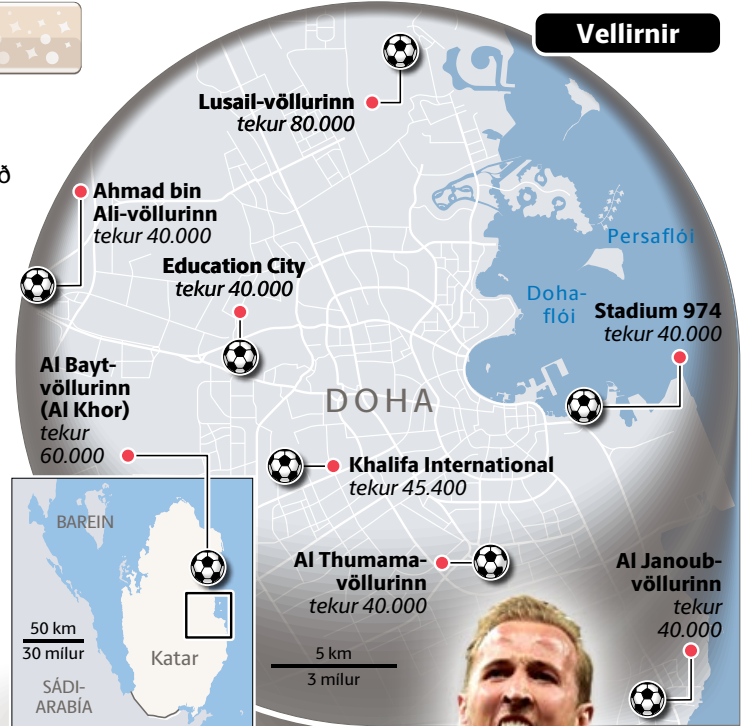 Vellirnir
Lusail-völlurinn
tekur 80.000
ð
Ahmad bin
Ali-völlurinn
tekur 40.000
Education City
tekur 40.000
Persaflói
Doha-
flói
Stadium 974
tekur 40.000
Al Bayt-
völlurinn
(Al Khor)
tekur
60.000
DOHA
Khalifa International
tekur 45.400
Al Thumama-
völlurinn
tekur 40.000
Al Janoub-
völlurinn
tekur
40.000
BAREIN
50 km
30 mílur
Katar
SÁDI-
ARABÍA
5 km
3 mílur